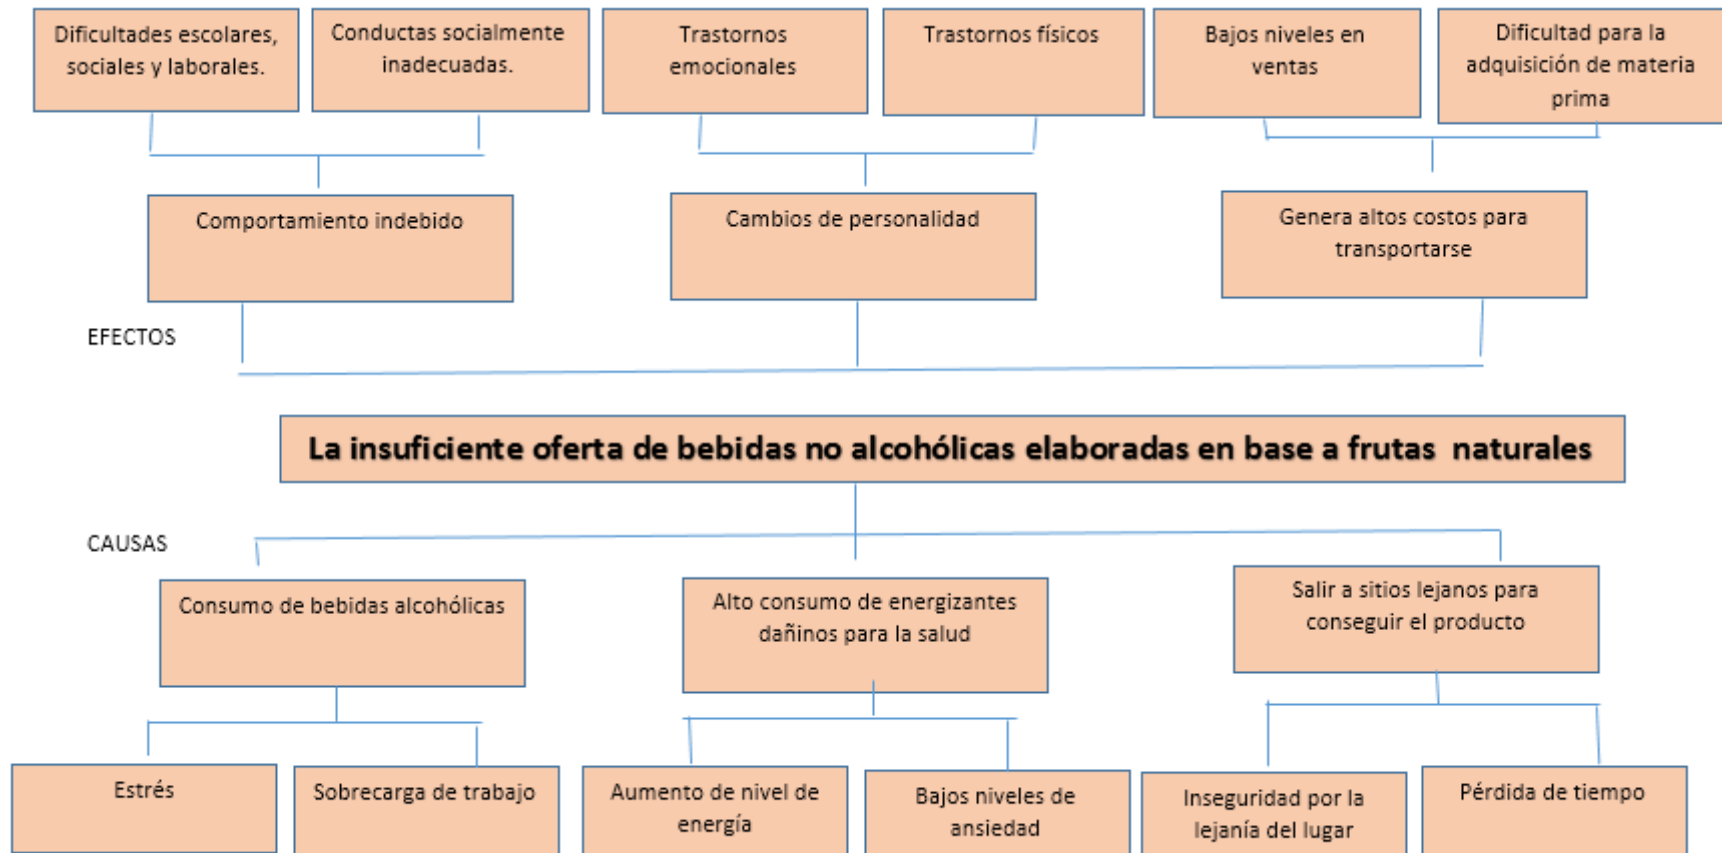 Dificultades escolares,
sociales y laborales.
Conductas socialmente
inadecuadas.
Trastornos
emocionales
Trastornos físicos
Bajos niveles en
ventas
Dificultad para la
adquisición de materia
prima
Comportamiento indebido
Cambios de personalidad
Genera altos costos para
transportarse
EFECTOS
La insuficiente oferta de bebidas no alcohólicas elaboradas en base a frutas naturales
CAUSAS
Consumo de bebidas alcohólicas
Alto consumo de energizantes
dañinos para la salud
Salir a sitios lejanos para
conseguir el producto
Estrés
Sobrecarga de trabajo
Aumento de nivel de
energía
Bajos niveles de
ansiedad
Inseguridad por la
lejanía del lugar
Pérdida de tiempo